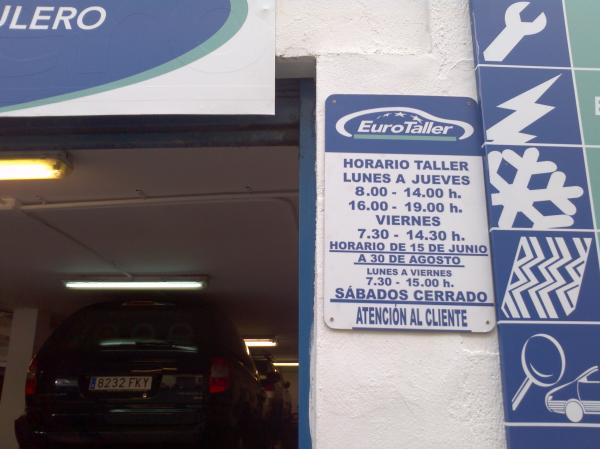 ULERO
EuroTaller
HORARIO TALLER
LUNES A JUEVES
8.00 - 14.00 h.
16.00 - 19.00 h.
VIERNES
7.30 - 14.30 h.
HORARIO DE 15 DE JUNIO
A 30 DE AGOSTO
LUNES A VIERNES
7.30 - 15.00 h.
SÁBADOS CERRADO
ATENCIÓN AL CLIENTE
8232 FKY